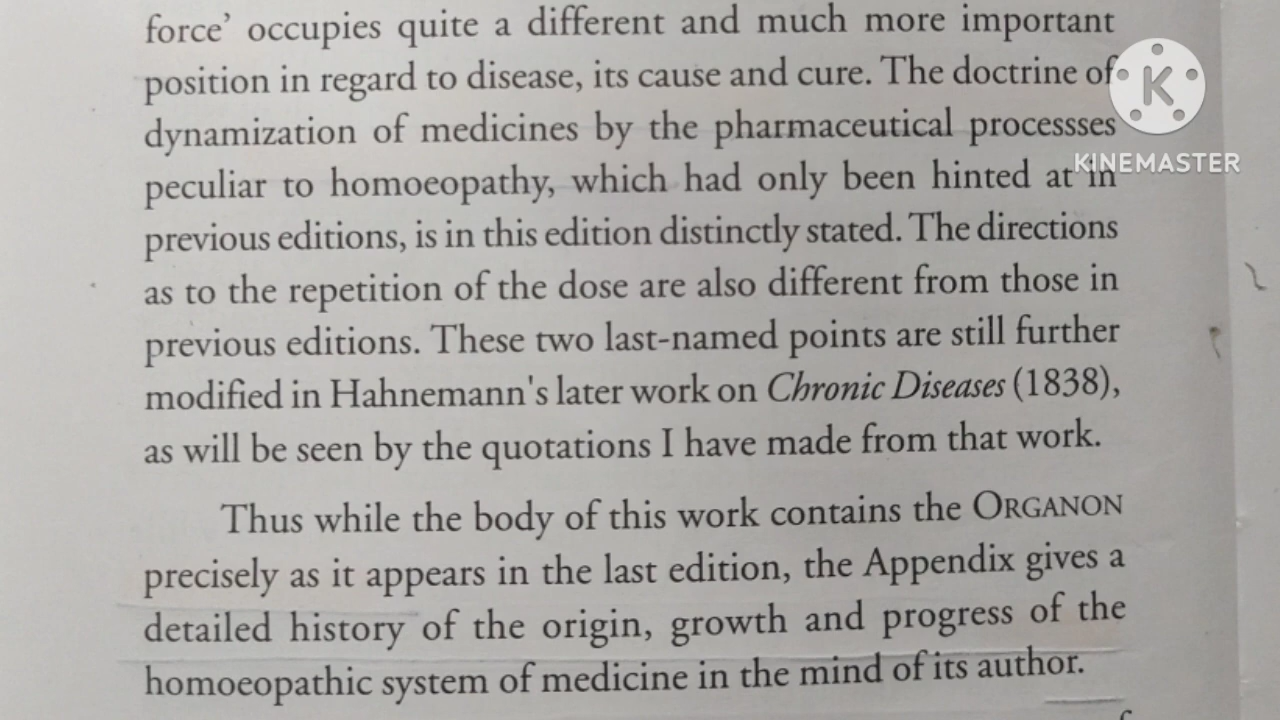 force’ occupies quite a different and much more important
position in regard to disease, its cause and cure. The doctrine of
dynamization of medicines by the pharmaceutical processses
peculiar to homoeopathy, which had only been hinted at in
previous editions, is in this edition distinctly stated. The directions
as to the repetition of the dose are also different from those in
previous editions. These two last-named points are still further
modified in Hahnemann's later work on Chronic Diseases (1838),
as will be seen by the quotations I have made from that work.
Thus while the body of this work contains the ORGANON
precisely as it appears in the last edition, the Appendix gives a
detailed history of the origin, growth and progress of the
homoeopathic system of medicine in the mind of its author.
K
KINEMASTER